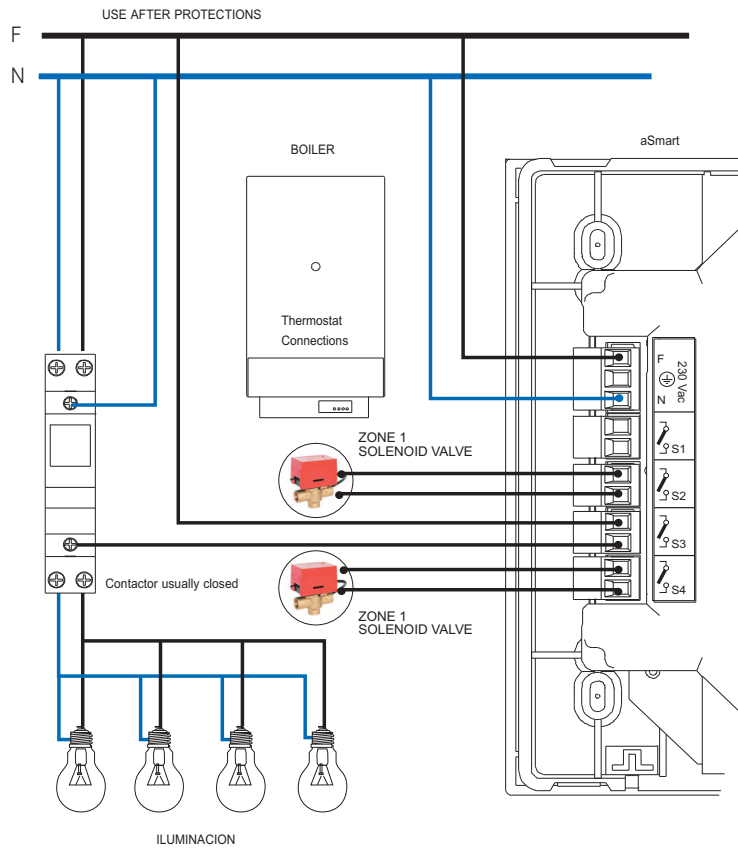 USE AFTER PROTECTIONS
F
N
BOILER
aSmart
Thermostat
Connections
F
230 Vac
N
S1
ZONE 1
SOLENOID VALVE
S2
S3
Contactor usually closed
S4
ZONE 1
SOLENOID VALVE
ILUMINACION